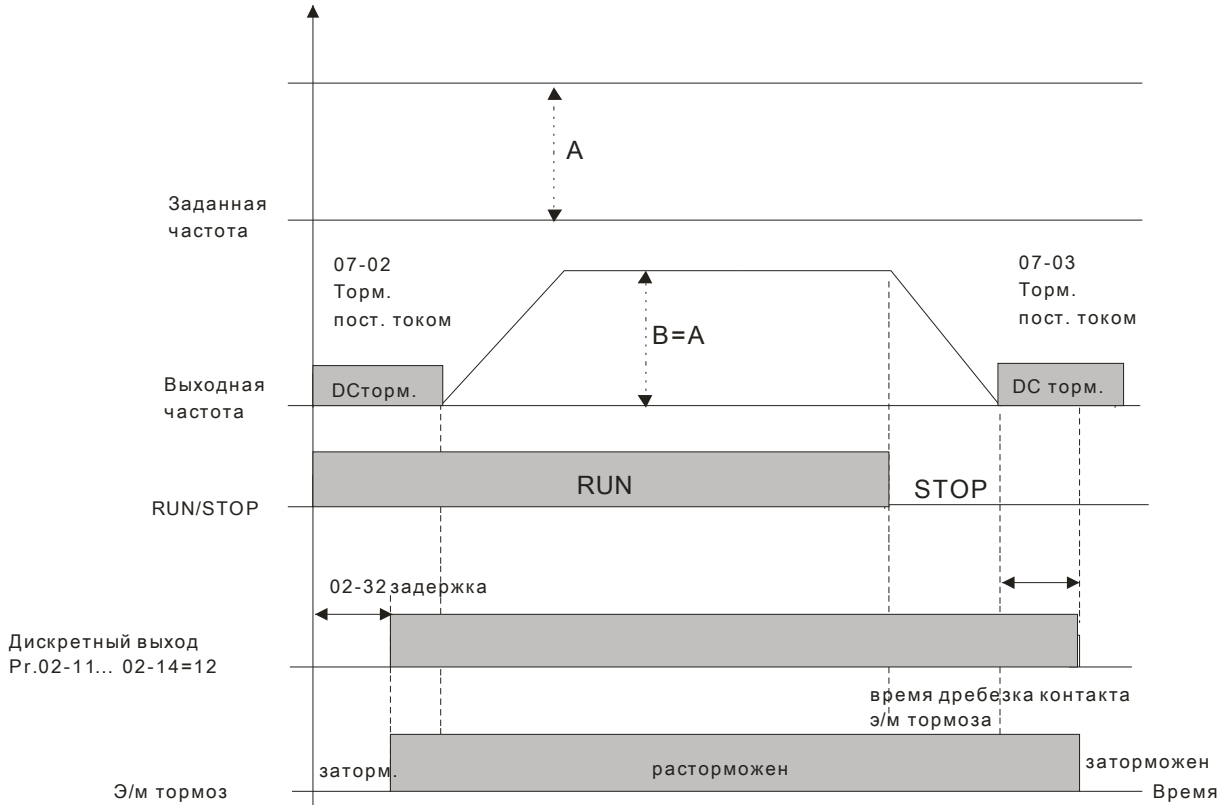 A
Заданная
частота
07-02
Торм.
пост. током
07-03
Торм.
пост. током
B=A
Выходная
частота
DCторм.
DC торм.
RUN
STOP
RUN/STOP
02-32 задержка
Дискретный выход
Pr.02-11... 02-14=12
время дребезка контакта
э/м тормоза
заторм.
расторможен
заторможен
Э/м тормоз
Время